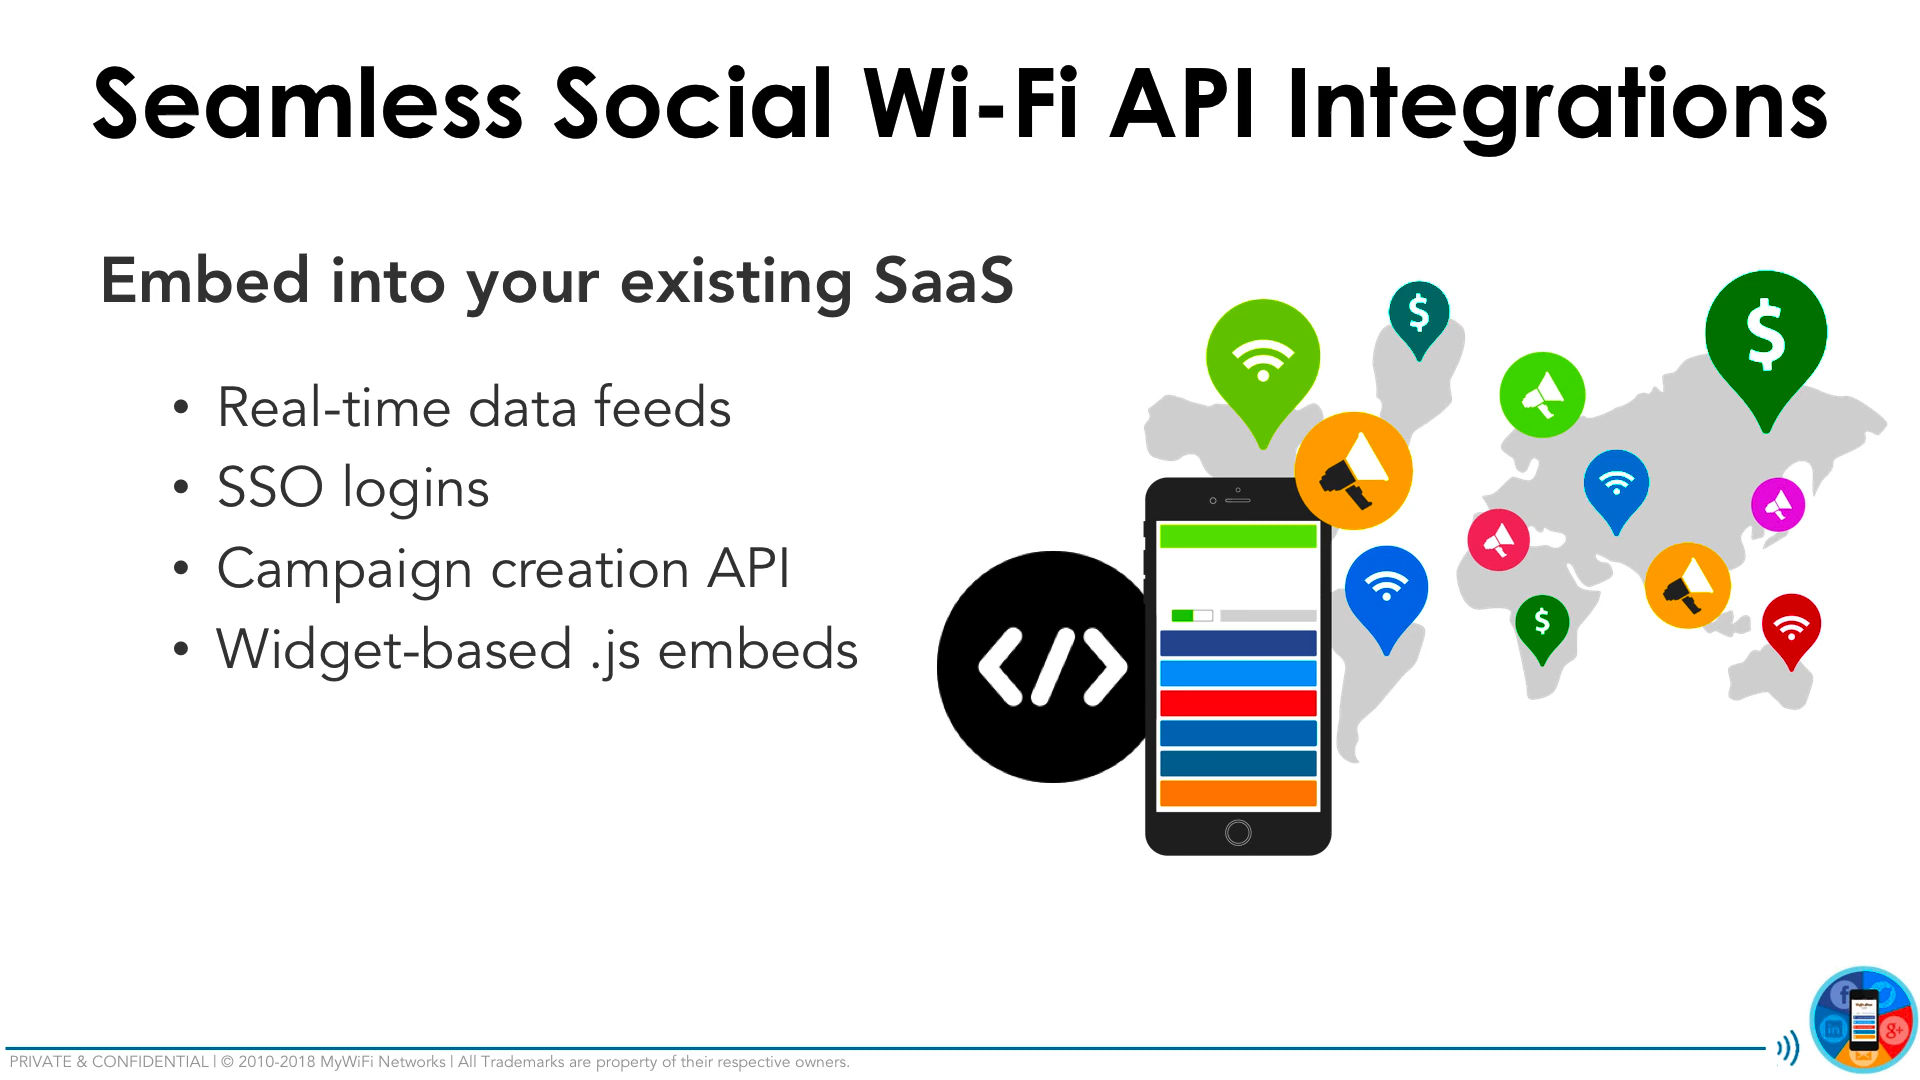 Seamless Social Wi-Fi API Integrations
Embed into your existing SaaS
• Real-time data feeds
• SSO logins
• Campaign creation API
• Widget-based .js embeds
PRIVATE & CONFIDENTIAL | © 2010-2018 MyWiFi Networks | All Trademarks are property of their respective owners.